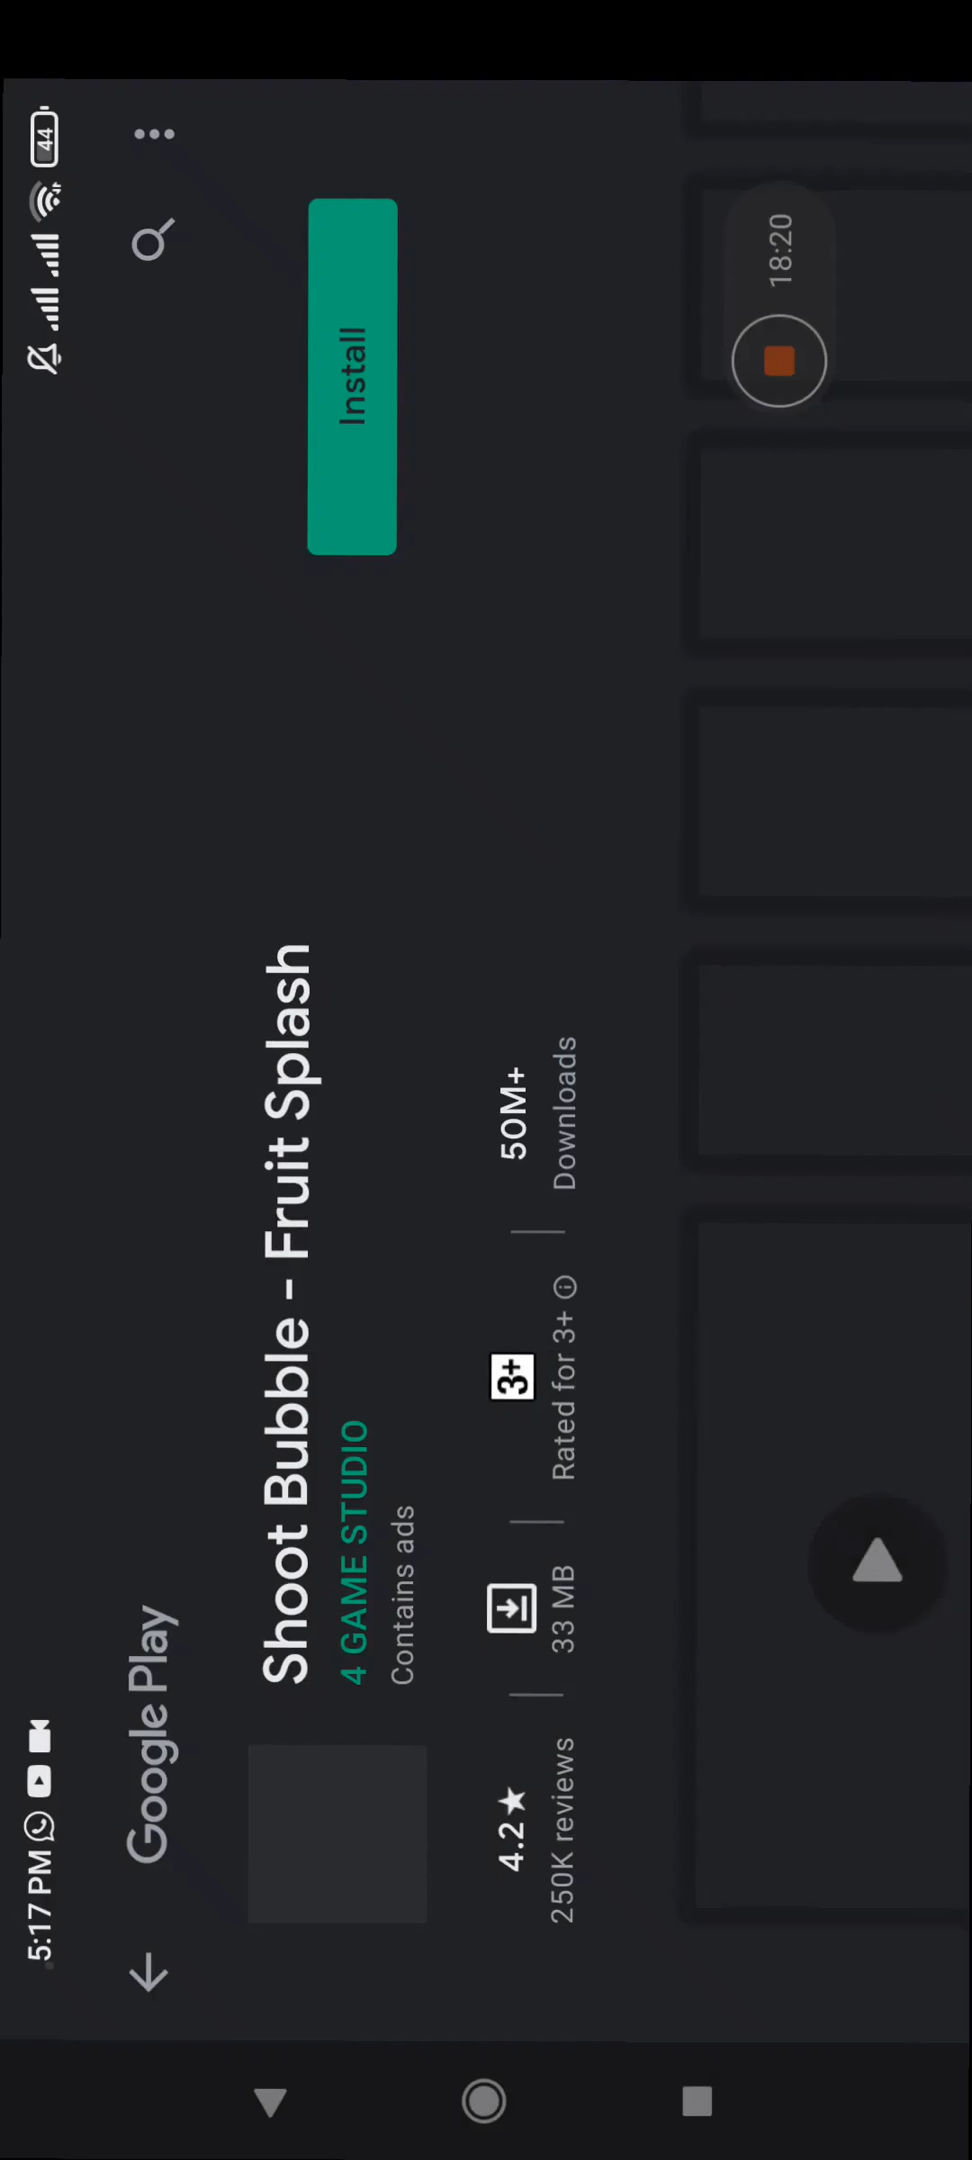 5:17 PM
44
Google Play
Shoot Bubble - Fruit Splash
4 GAME STUDIO
Contains ads
Install
4.2★
250K reviews
33 MB
3+
Rated for 3+
50M+
Downloads
18:20